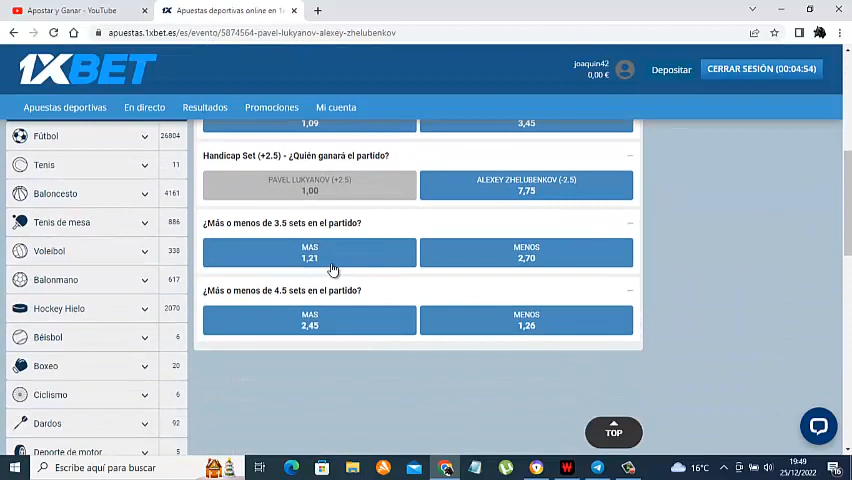 Apostar y Ganar - YouTube
Apuestas deportivas online en 1x
apuestas.1xbet.es/es/evento/5874564-pavel-lukyanov-alexey-zhelubenkov
1XBET
joaquin42
0,00 €
Depositar
CERRAR SESIÓN (00:04:54)
Apuestas deportivas
En directo
Resultados
Promociones
Mi cuenta
Fútbol 26804
Tenis 11
Baloncesto 4161
Tenis de mesa 886
Voleibol 338
Balonmano 617
Hockey Hielo 2070
Béisbol 6
Boxeo 20
Ciclismo 6
Dardos 92
Deporte de motor 5
1,09
3,45
Handicap Set (+2.5) - ¿Quién ganará el partido?
PAVEL LUKYANOV (+2.5)
1,00
ALEXEY ZHELUBENKOV (-2.5)
7,75
¿Más o menos de 3.5 sets en el partido?
MAS
1,21
MENOS
2,70
¿Más o menos de 4.5 sets en el partido?
MAS
2,45
MENOS
1,26
TOP
Escribe aquí para buscar
16°C
19:49
25/12/2022
16